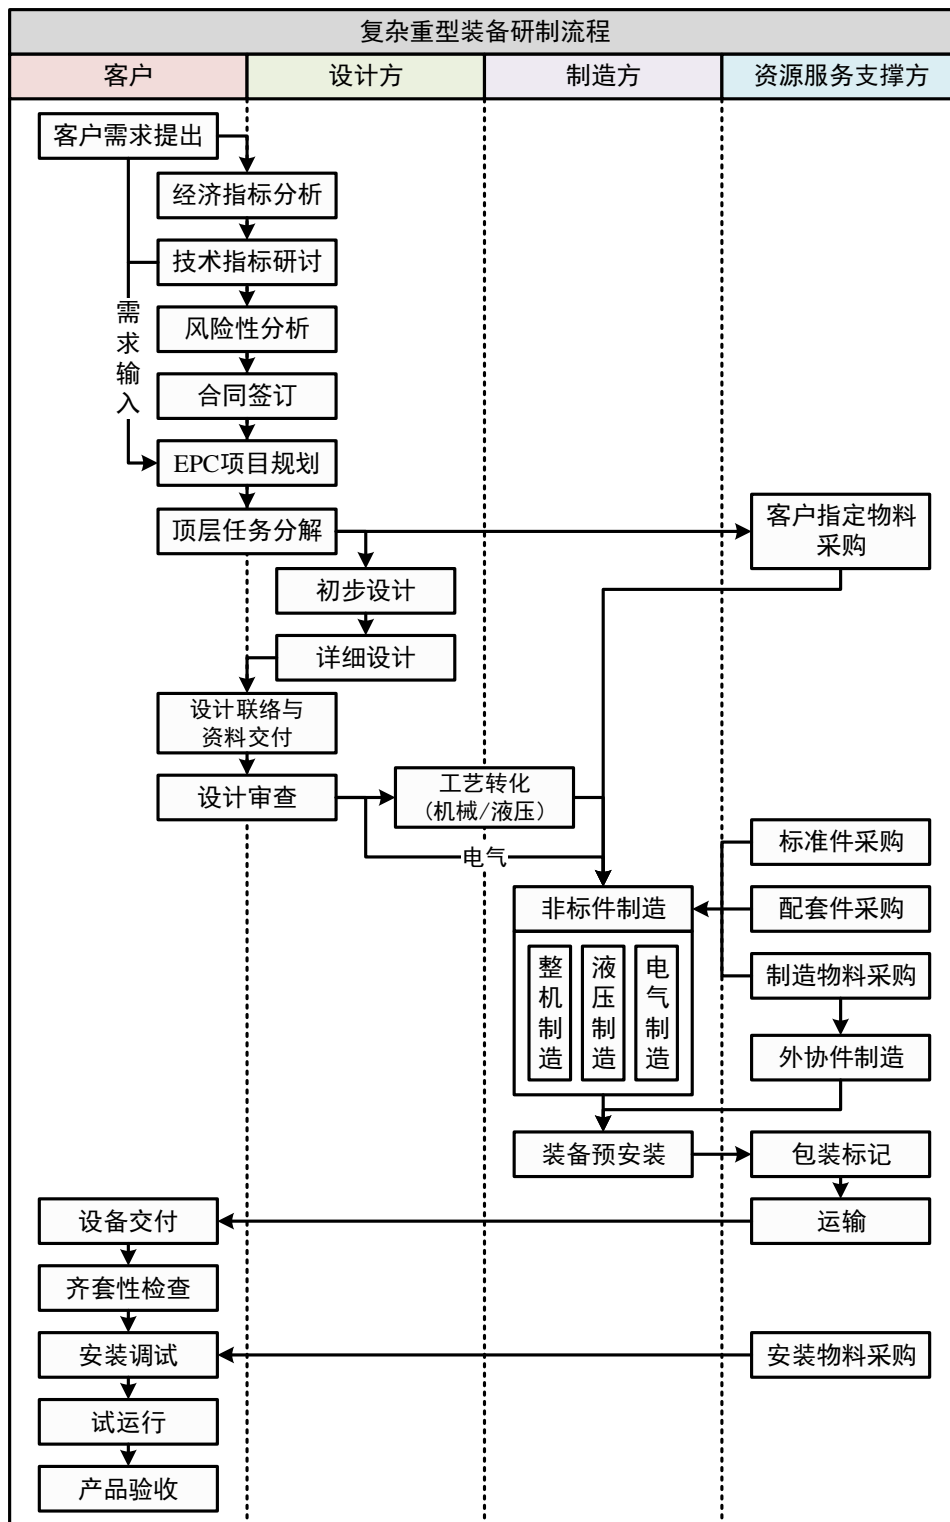 复杂重型装备研制流程
客户
设计方
制造方
资源服务支撑方
客户需求提出
经济指标分析
技术指标研讨
需求输入
风险性分析
合同签订
EPC项目规划
顶层任务分解
客户指定物料
采购
初步设计
详细设计
设计联络与
资料交付
设计审查
工艺转化
(机械/液压)
电气
标准件采购
非标件制造
配套件采购
整机制造
液压制造
电气制造
制造物料采购
外协件制造
装备预安装
包装标记
设备交付
运输
齐套性检查
安装调试
安装物料采购
试运行
产品验收